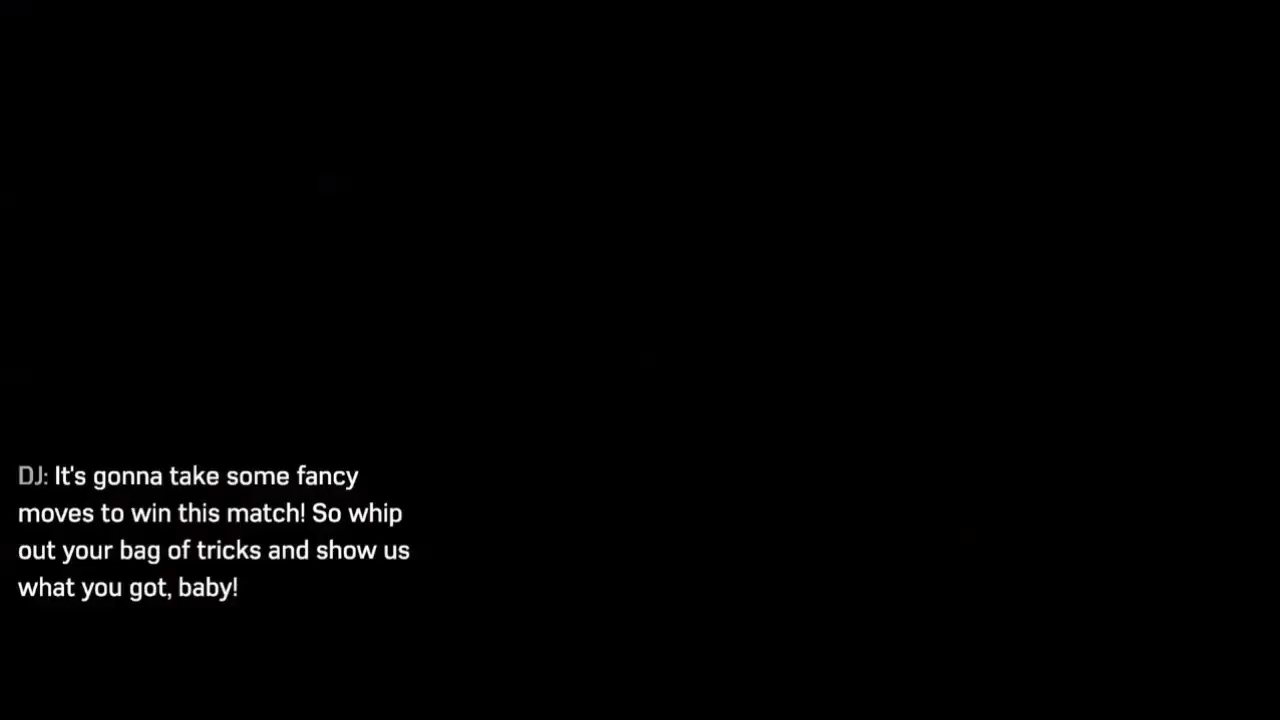 DJ: It's gonna take some fancy
moves to win this match! So whip
out your bag of tricks and show us
what you got, baby!